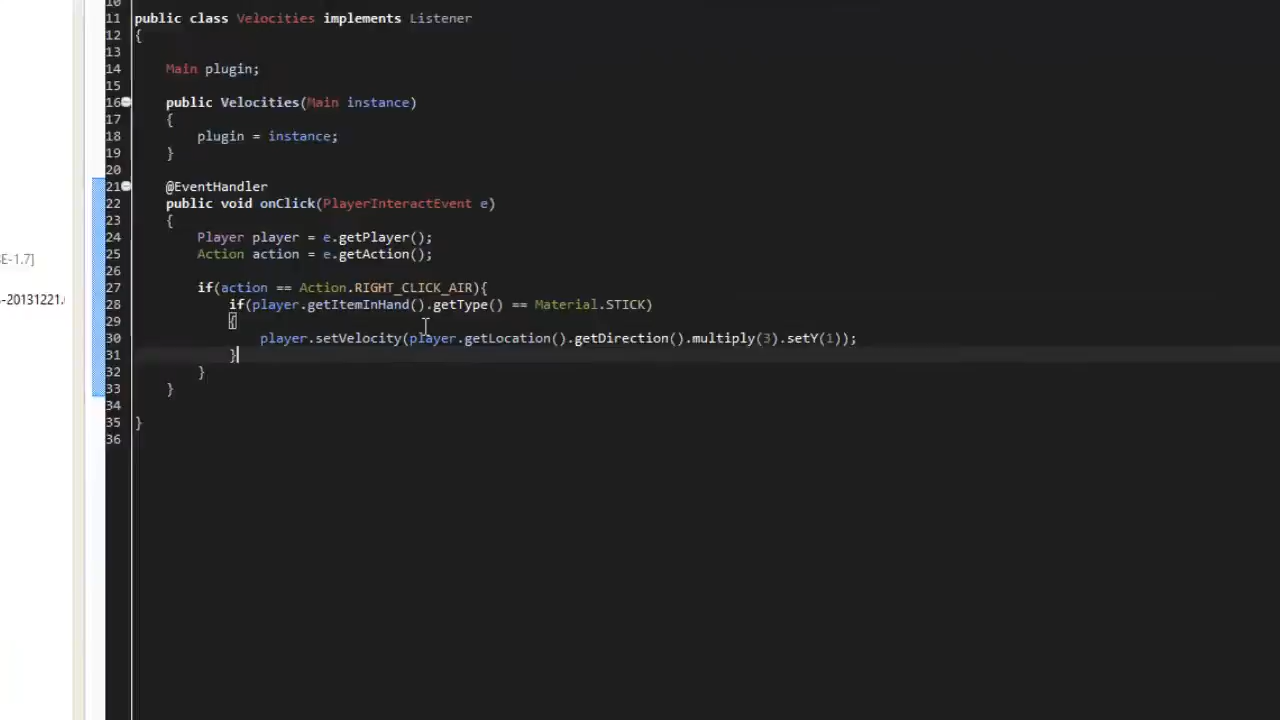 10
11 public class Velocities implements Listener
12 {
13
14 Main plugin;
15
16 public Velocities(Main instance)
17 {
18 plugin = instance;
19 }
20
21 @EventHandler
22 public void onClick(PlayerInteractEvent e)
23 {
24 Player player = e.getPlayer();
25 Action action = e.getAction();
26
27 if(action == Action.RIGHT_CLICK_AIR){
28 if(player.getItemInHand().getType() == Material.STICK)
29 {
30 player.setVelocity(player.getLocation().getDirection().multiply(3).setY(1));
31 }
32 }
33 }
34
35 }
36
SE-1.7]
-20131221.